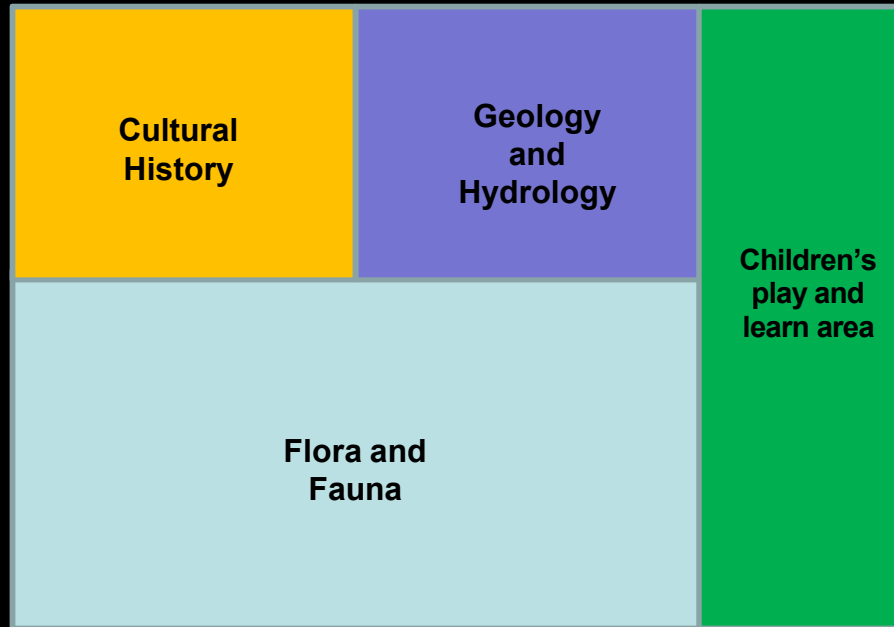 Cultural
History
Geology
and
Hydrology
Children’s
play and
learn area
Flora and
Fauna